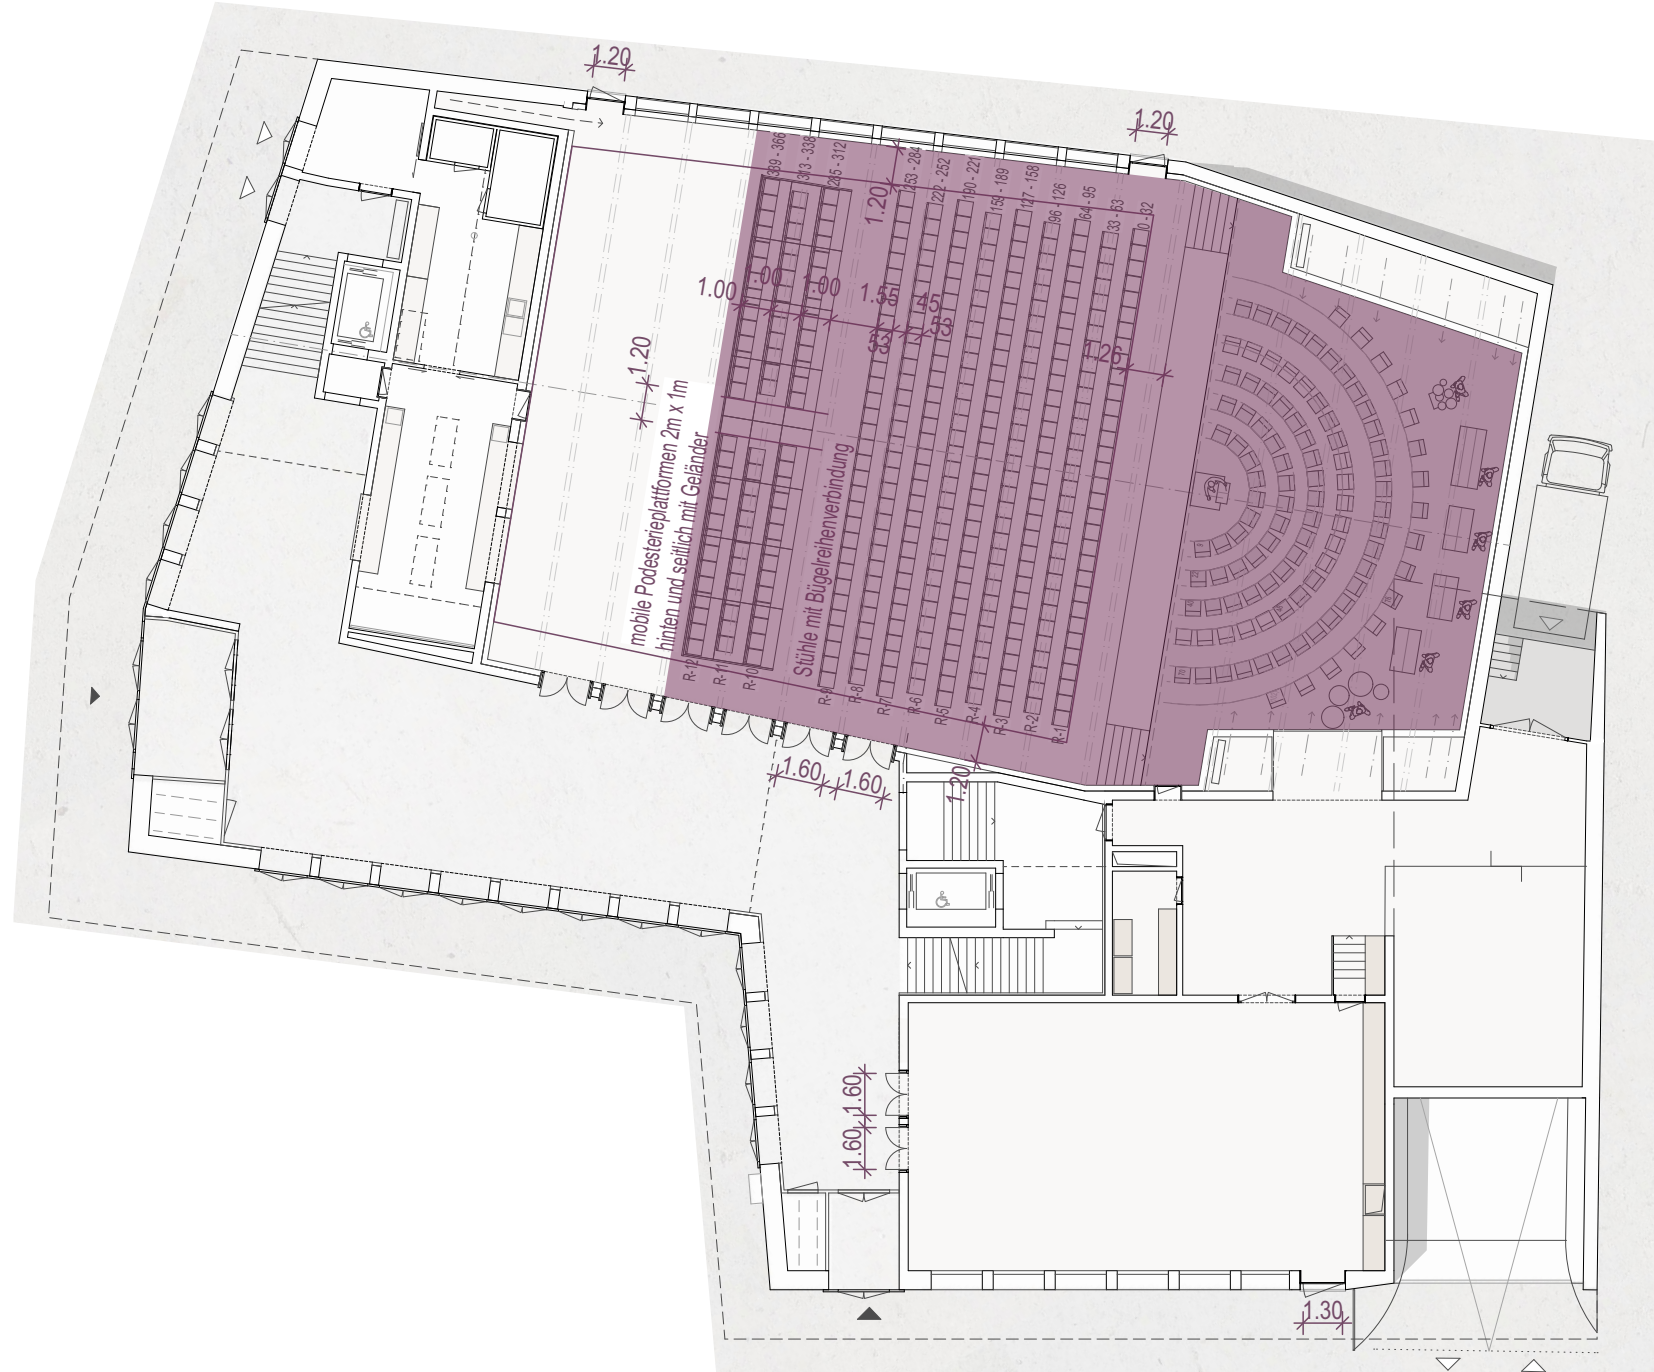 1.20
1.20
339 - 366
313 - 338
285 - 312
253 - 284
222 - 252
190 - 221
159 - 189
127 - 158
96 - 126
64 - 95
33 - 63
0 - 32
1.20
1.00
1.00
1.00
1.55
45
53
53
1.26
1.20
mobile Podesterieplattformen 2m x 1m
hinten und seitlich mit Geländer
Stühle mit Bügelreihenverbindung
R-12
R-11
R-10
R-9
R-8
R-7
R-6
R-5
R-4
R-3
R-2
R-1
1.60
1.60
1.20
1.60
1.60
1.30